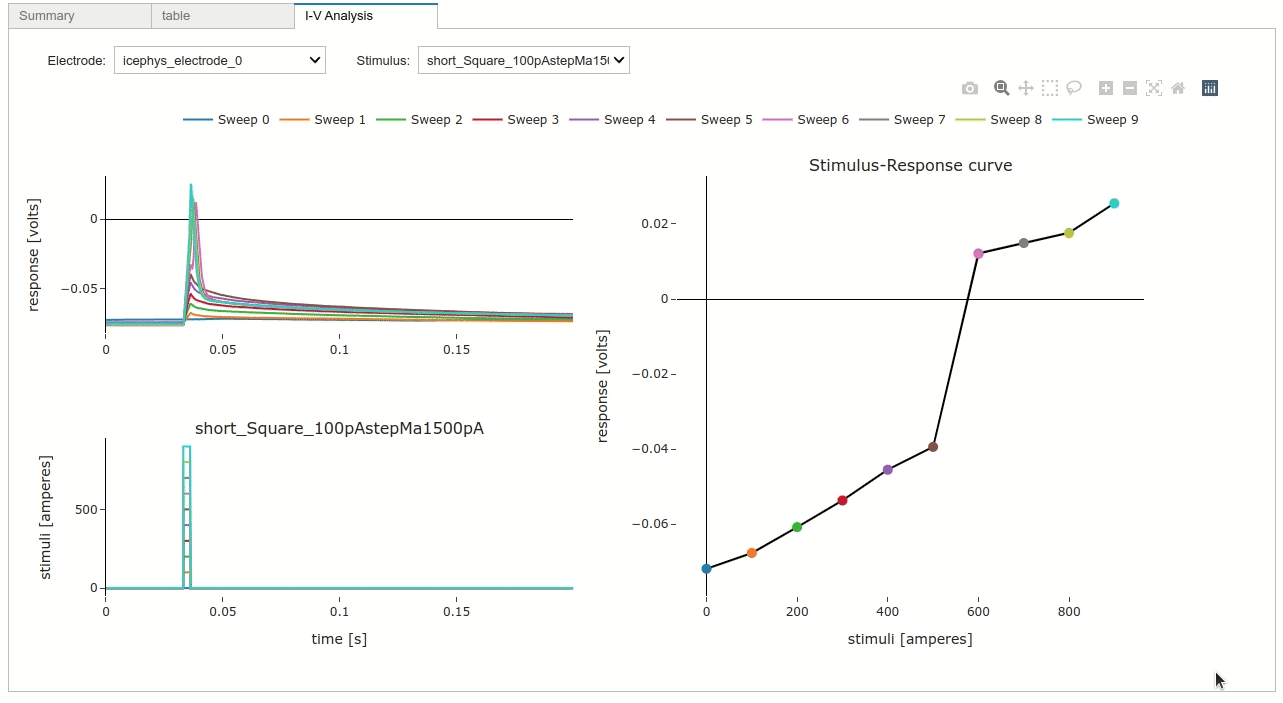 Summary table I-V Analysis
Electrode: icephys_electrode_0 Stimulus: short_Square_100pAstepMa15
Sweep 0 Sweep 1 Sweep 2 Sweep 3 Sweep 4 Sweep 5 Sweep 6 Sweep 7 Sweep 8 Sweep 9
response [volts]
0
−0.05
0 0.05 0.1 0.15
short_Square_100pAstepMa1500pA
stimuli [amperes]
500
0
0 0.05 0.1 0.15
time [s]
Stimulus-Response curve
response [volts]
0.02
0
−0.02
−0.04
−0.06
0 200 400 600 800
stimuli [amperes]